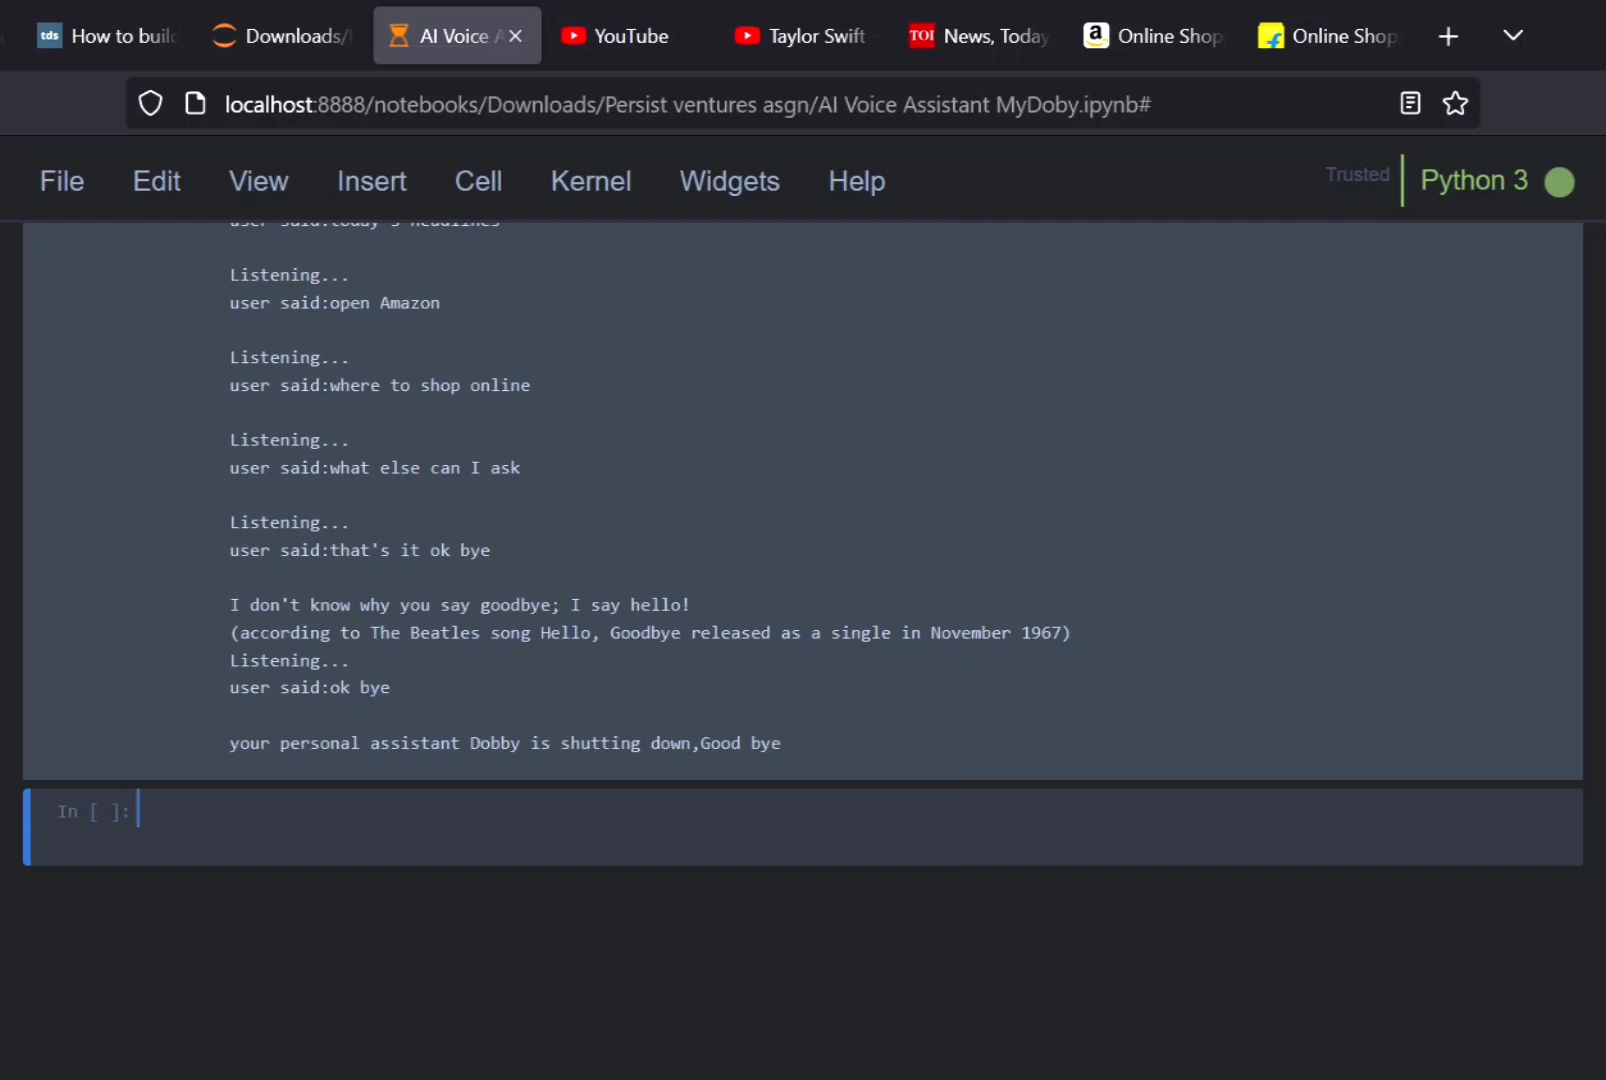 tds How to buil
Downloads/
AI Voice A
YouTube
Taylor Swift
TOI News, Today
a Online Shop
Online Shop
localhost:8888/notebooks/Downloads/Persist ventures asgn/AI Voice Assistant MyDoby.ipynb#
File Edit View Insert Cell Kernel Widgets Help Trusted Python 3
user said:today's headlines
Listening...
user said:open Amazon
Listening...
user said:where to shop online
Listening...
user said:what else can I ask
Listening...
user said:that's it ok bye
I don't know why you say goodbye; I say hello!
(according to The Beatles song Hello, Goodbye released as a single in November 1967)
Listening...
user said:ok bye
your personal assistant Dobby is shutting down,Good bye
In [ ]: